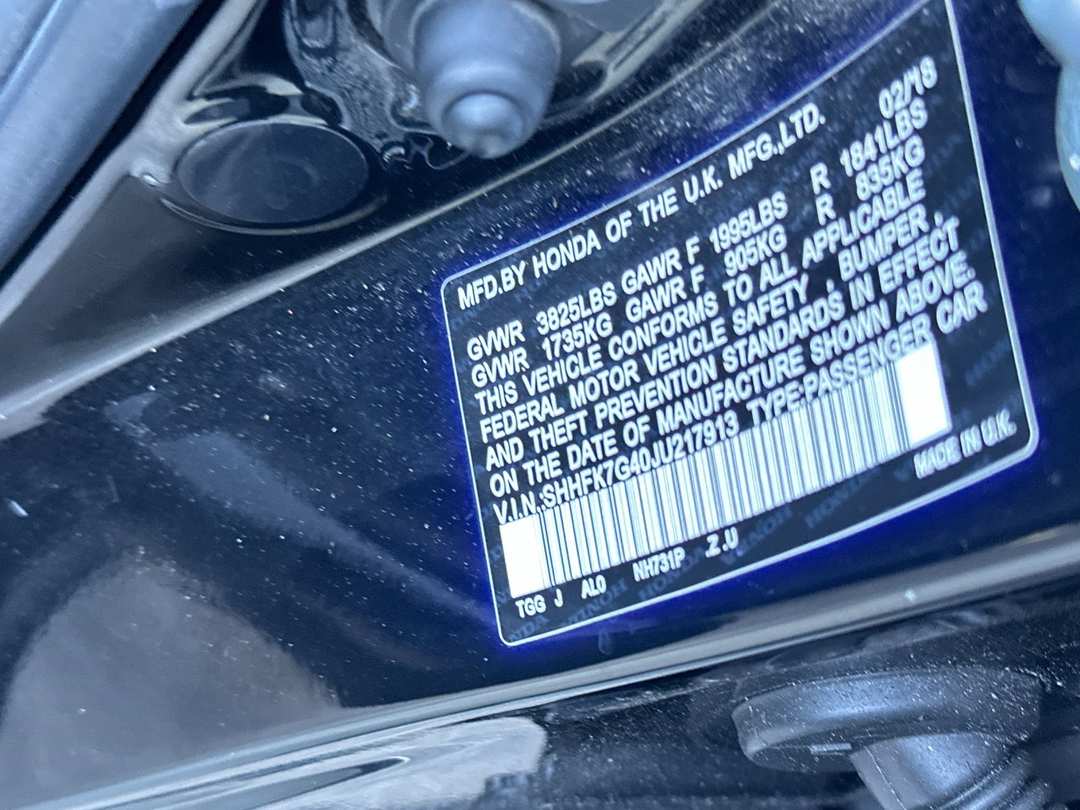 MFD.BY HONDA OF THE U.K. MFG.,LTD. 02/18
GVWR 3825LBS GAWR F 1995LBS R 1841LBS
GVWR 1735KG GAWR F 905KG R 835KG
THIS VEHICLE CONFORMS TO ALL APPLICABLE
FEDERAL MOTOR VEHICLE SAFETY , BUMPER ,
AND THEFT PREVENTION STANDARDS IN EFFECT
ON THE DATE OF MANUFACTURE SHOWN ABOVE.
V.I.N.:SHHFK7G40JU217913 TYPE:PASSENGER CAR
TGG J AL0 NH731P Z.U MADE IN U.K.